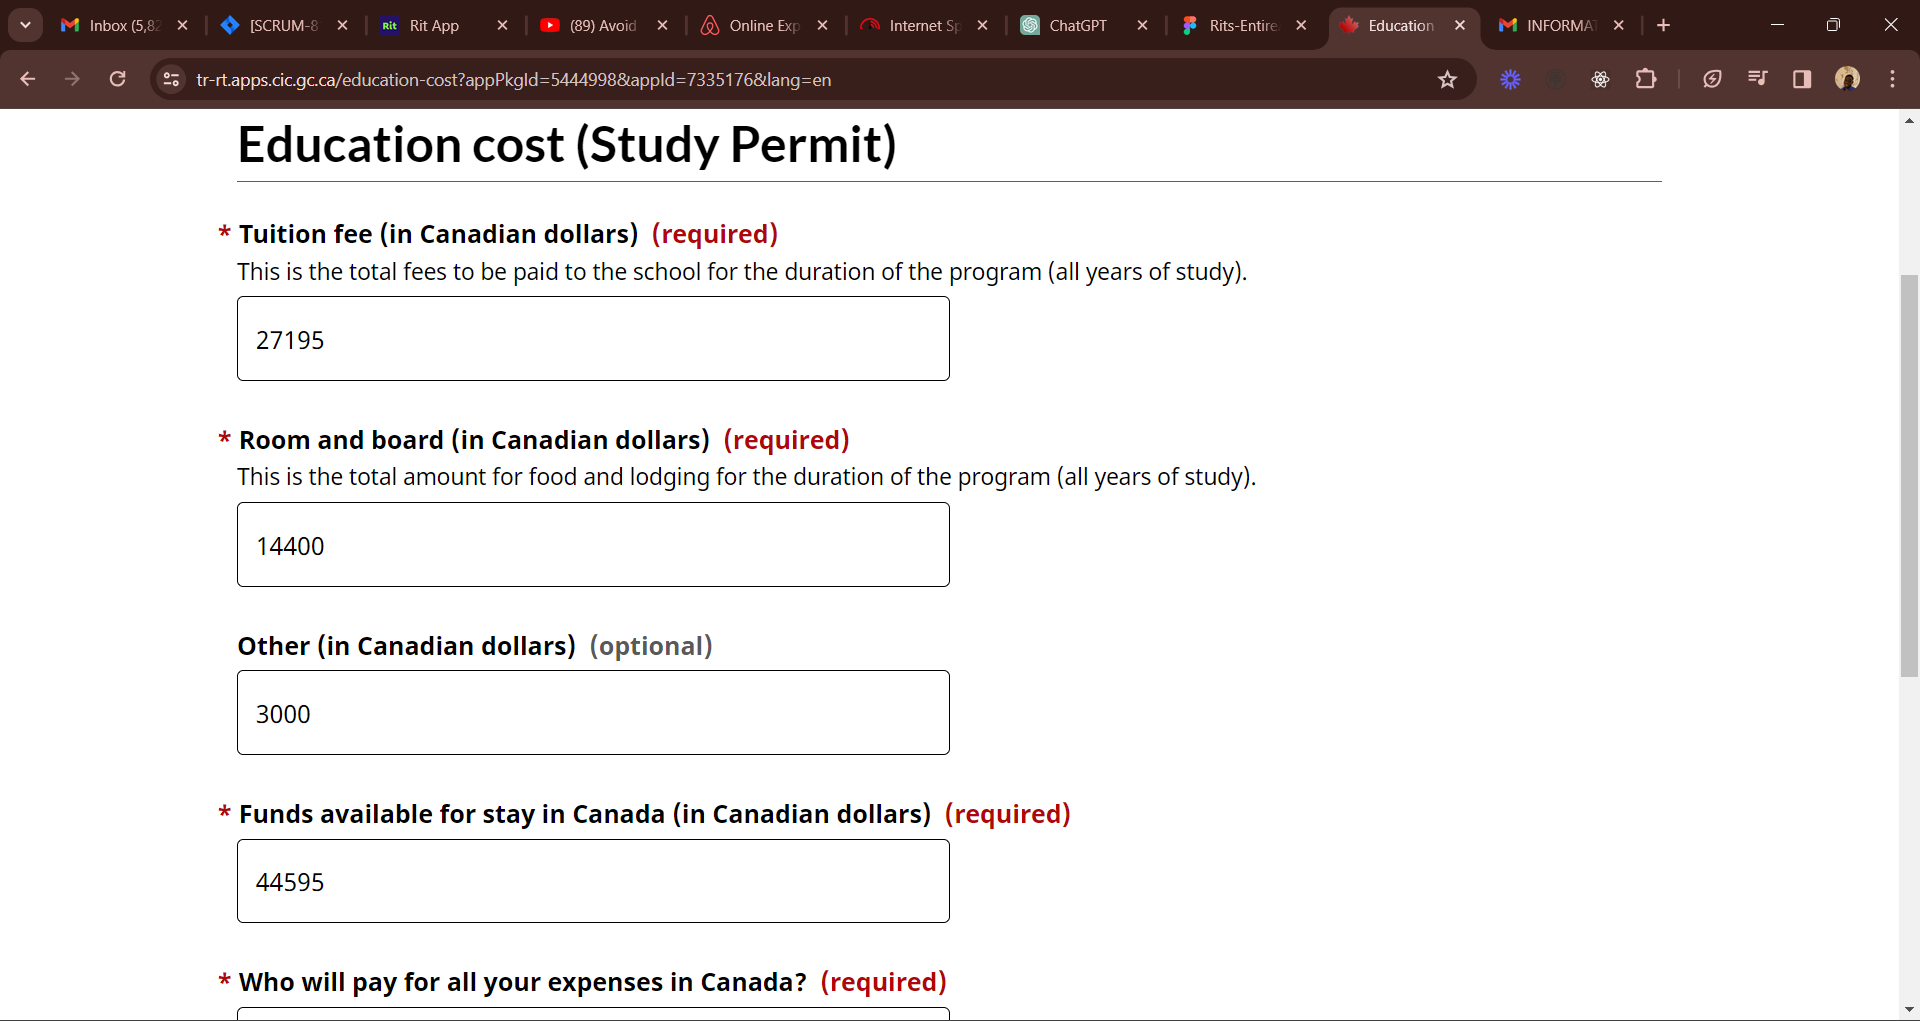 Inbox (5,82
[SCRUM-8
Rit
Rit App
(89) Avoid
Online Exp
Internet Sp
ChatGPT
Rits-Entire
Education
INFORMAT
tr-rt.apps.cic.gc.ca/education-cost?appPkgId=5444998&appId=7335176&lang=en
Education cost (Study Permit)
* Tuition fee (in Canadian dollars) (required)
This is the total fees to be paid to the school for the duration of the program (all years of study).
27195
* Room and board (in Canadian dollars) (required)
This is the total amount for food and lodging for the duration of the program (all years of study).
14400
Other (in Canadian dollars) (optional)
3000
* Funds available for stay in Canada (in Canadian dollars) (required)
44595
* Who will pay for all your expenses in Canada? (required)